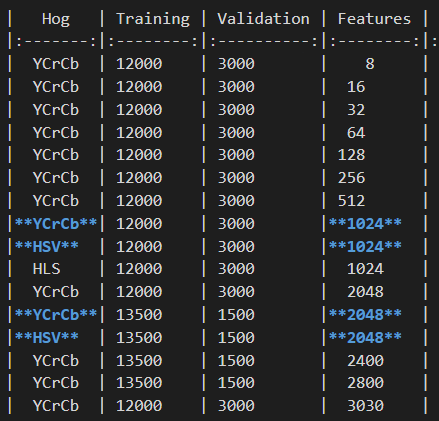 |   Hog   | Training | Validation | Features |
|:-------:|:--------:|:----------:|:--------:|:
|  YCrCb  | 12000    | 3000       |    8     |
|  YCrCb  | 12000    | 3000       |  16      |
|  YCrCb  | 12000    | 3000       |  32      |
|  YCrCb  | 12000    | 3000       |  64      |
|  YCrCb  | 12000    | 3000       | 128      |
|  YCrCb  | 12000    | 3000       | 256      |
|  YCrCb  | 12000    | 3000       | 512      |
|**YCrCb**| 12000    | 3000       |**1024**  |
|**HSV**  | 12000    | 3000       |**1024**  |
|  HLS    | 12000    | 3000       |  1024    |
|  YCrCb  | 12000    | 3000       |  2048    |
|**YCrCb**| 13500    | 1500       |**2048**  |
|**HSV**  | 13500    | 1500       |**2048**  |
|  YCrCb  | 13500    | 1500       |  2400    |
|  YCrCb  | 13500    | 1500       |  2800    |
|  YCrCb  | 12000    | 3000       |  3030    |